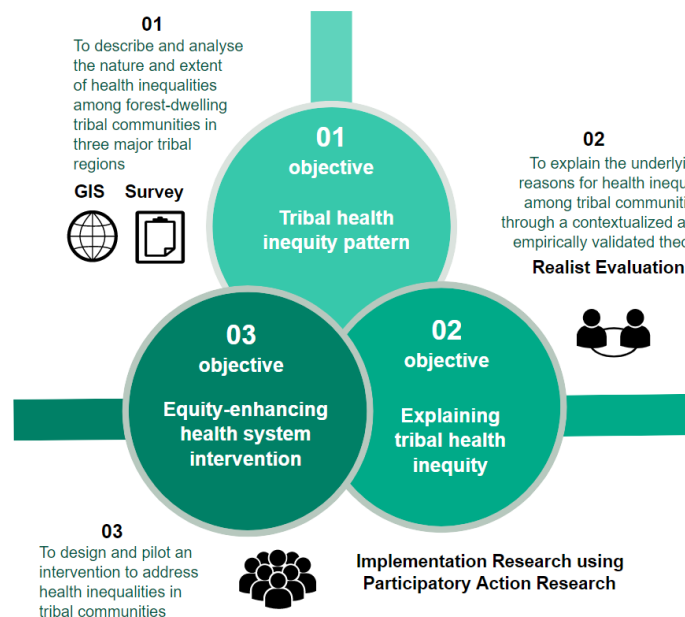 01
To describe and analyse
the nature and extent
of health inequalities
among forest-dwelling
tribal communities in
three major tribal
regions
GIS Survey
01
objective
Tribal health
inequity pattern
02
To explain the underlyi
reasons for health inequ
among tribal communiti
through a contextualized a
empirically validated theo
Realist Evaluation
03
objective
Equity-enhancing
health system
intervention
02
objective
Explaining
tribal health
inequity
03
To design and pilot an
intervention to address
health inequalities in
tribal communities
Implementation Research using
Participatory Action Research